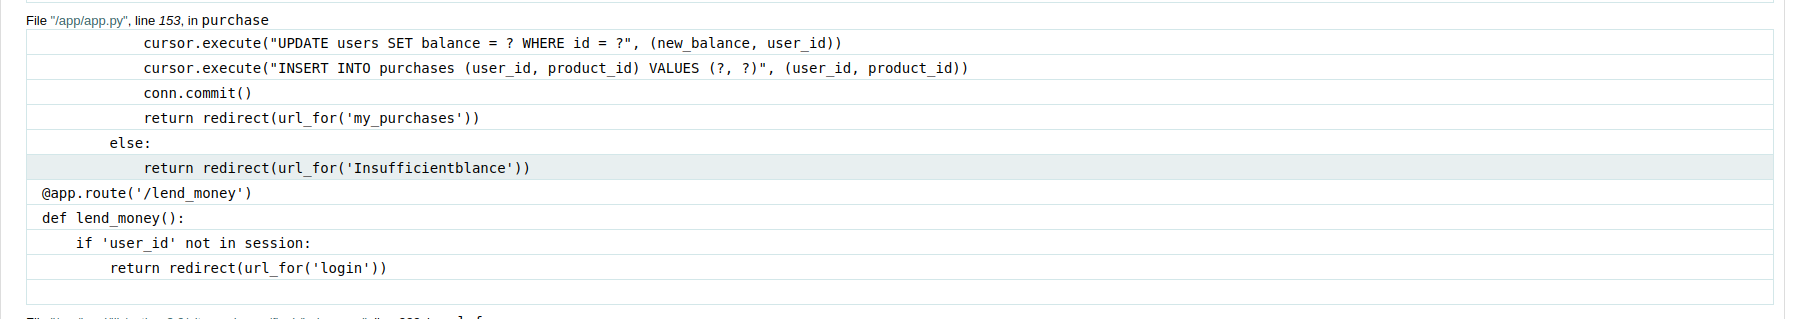 File "/app/app.py", line 153, in purchase
cursor.execute("UPDATE users SET balance = ? WHERE id = ?", (new_balance, user_id))
cursor.execute("INSERT INTO purchases (user_id, product_id) VALUES (?, ?)", (user_id, product_id))
conn.commit()
return redirect(url_for('my_purchases'))
else:
return redirect(url_for('Insufficientblance'))
@app.route('/lend_money')
def lend_money():
if 'user_id' not in session:
return redirect(url_for('login'))